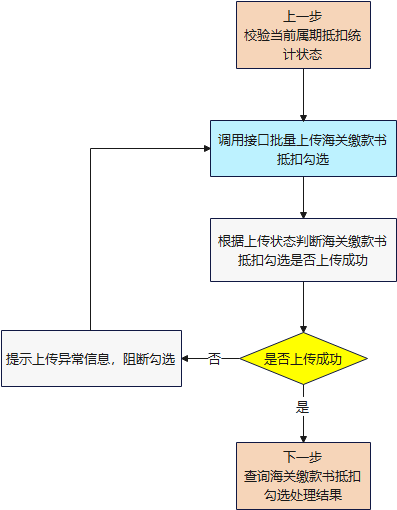 上一步
校验当前属期抵扣统
计状态
调用接口批量上传海关缴款书
抵扣勾选
根据上传状态判断海关缴款书
抵扣勾选是否上传成功
是否上传成功
否
提示上传异常信息，阻断勾选
是
下一步
查询海关缴款书抵扣
勾选处理结果